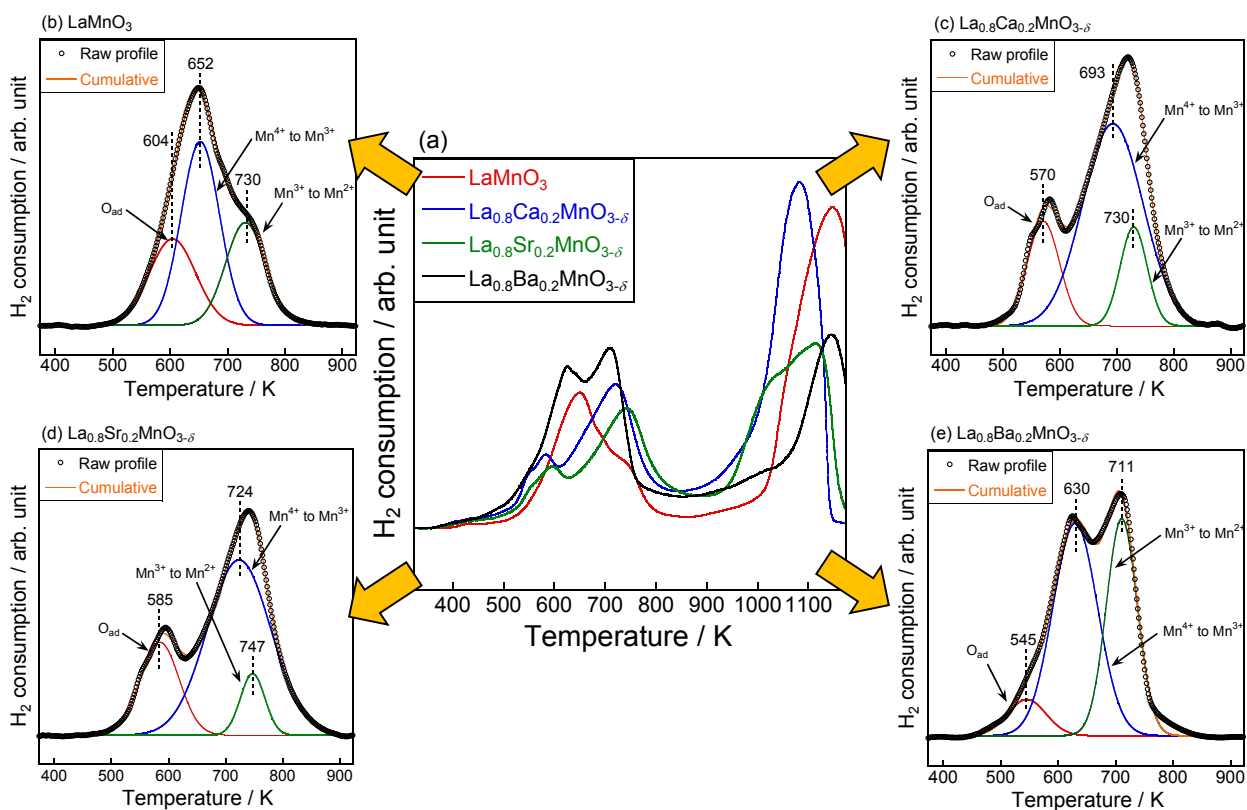 (b) LaMnO3
Raw profile
Cumulative
652
604
730
Mn4+ to Mn3+
Mn3+ to Mn2+
Oad
H2 consumption / arb. unit
400 500 600 700 800 900
Temperature / K
(c) La0.8Ca0.2MnO3-δ
Raw profile
Cumulative
693
570
730
Mn4+ to Mn3+
Oad
Mn3+ to Mn2+
H2 consumption / arb. unit
400 500 600 700 800 900
Temperature / K
(a)
LaMnO3
La0.8Ca0.2MnO3-δ
La0.8Sr0.2MnO3-δ
La0.8Ba0.2MnO3-δ
H2 consumption / arb. unit
400 500 600 700 800 900 1000 1100
Temperature / K
(d) La0.8Sr0.2MnO3-δ
Raw profile
Cumulative
724
Mn4+ to Mn3+
Mn3+ to Mn2+
585
Oad
747
H2 consumption / arb. unit
400 500 600 700 800 900
Temperature / K
(e) La0.8Ba0.2MnO3-δ
Raw profile
Cumulative
711
630
Mn3+ to Mn2+
545
Mn4+ to Mn3+
Oad
H2 consumption / arb. unit
400 500 600 700 800 900
Temperature / K